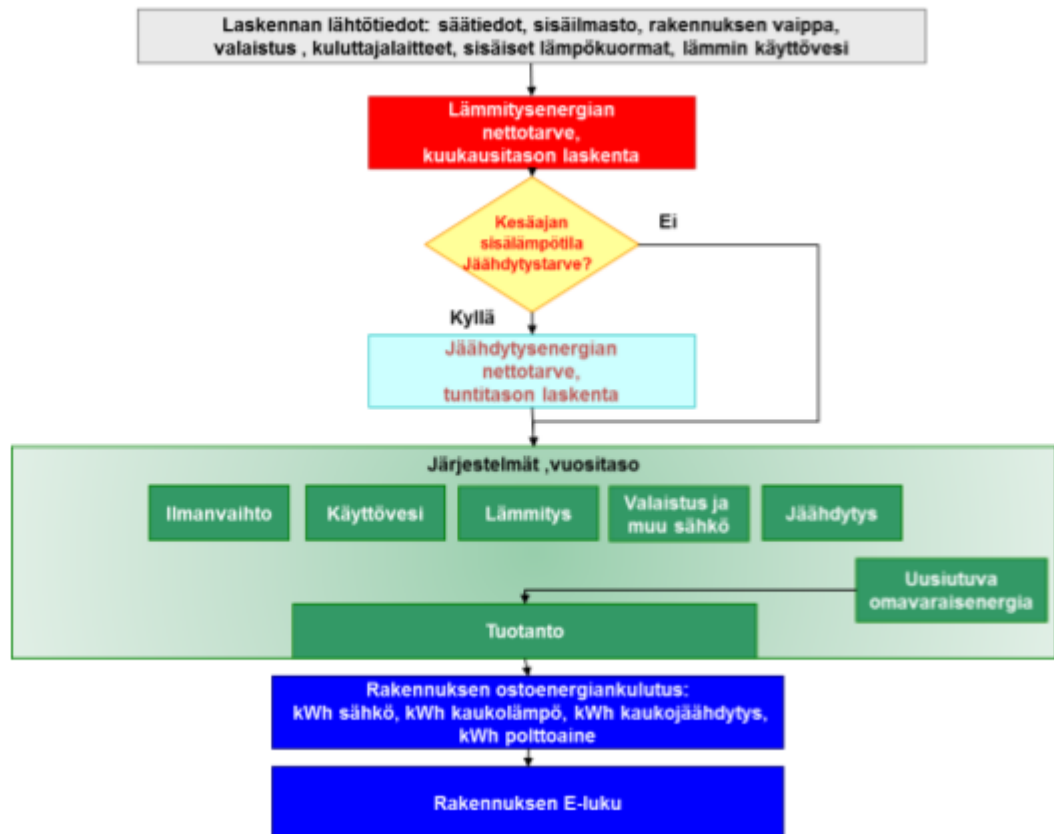 Laskennan lähtötiedot: säätiedot, sisäilmasto, rakennuksen vaippa,
valaistus , kuluttajalaitteet, sisäiset lämpökuormat, lämmin käyttövesi
Lämmitysenergian
nettotarve,
kuukausitason laskenta
Kesäajan
sisälämpötila
Jäähdytystarve?
Ei
Kyllä
Jäähdytysenergian
nettotarve,
tuntitason laskenta
Järjestelmät ,vuositaso
Ilmanvaihto
Käyttövesi
Lämmitys
Valaistus ja
muu sähkö
Jäähdytys
Uusiutuva
omavaraisenergia
Tuotanto
Rakennuksen ostoenergiankulutus:
kWh sähkö, kWh kaukolämpö, kWh kaukojäähdytys,
kWh polttoaine
Rakennuksen E-luku